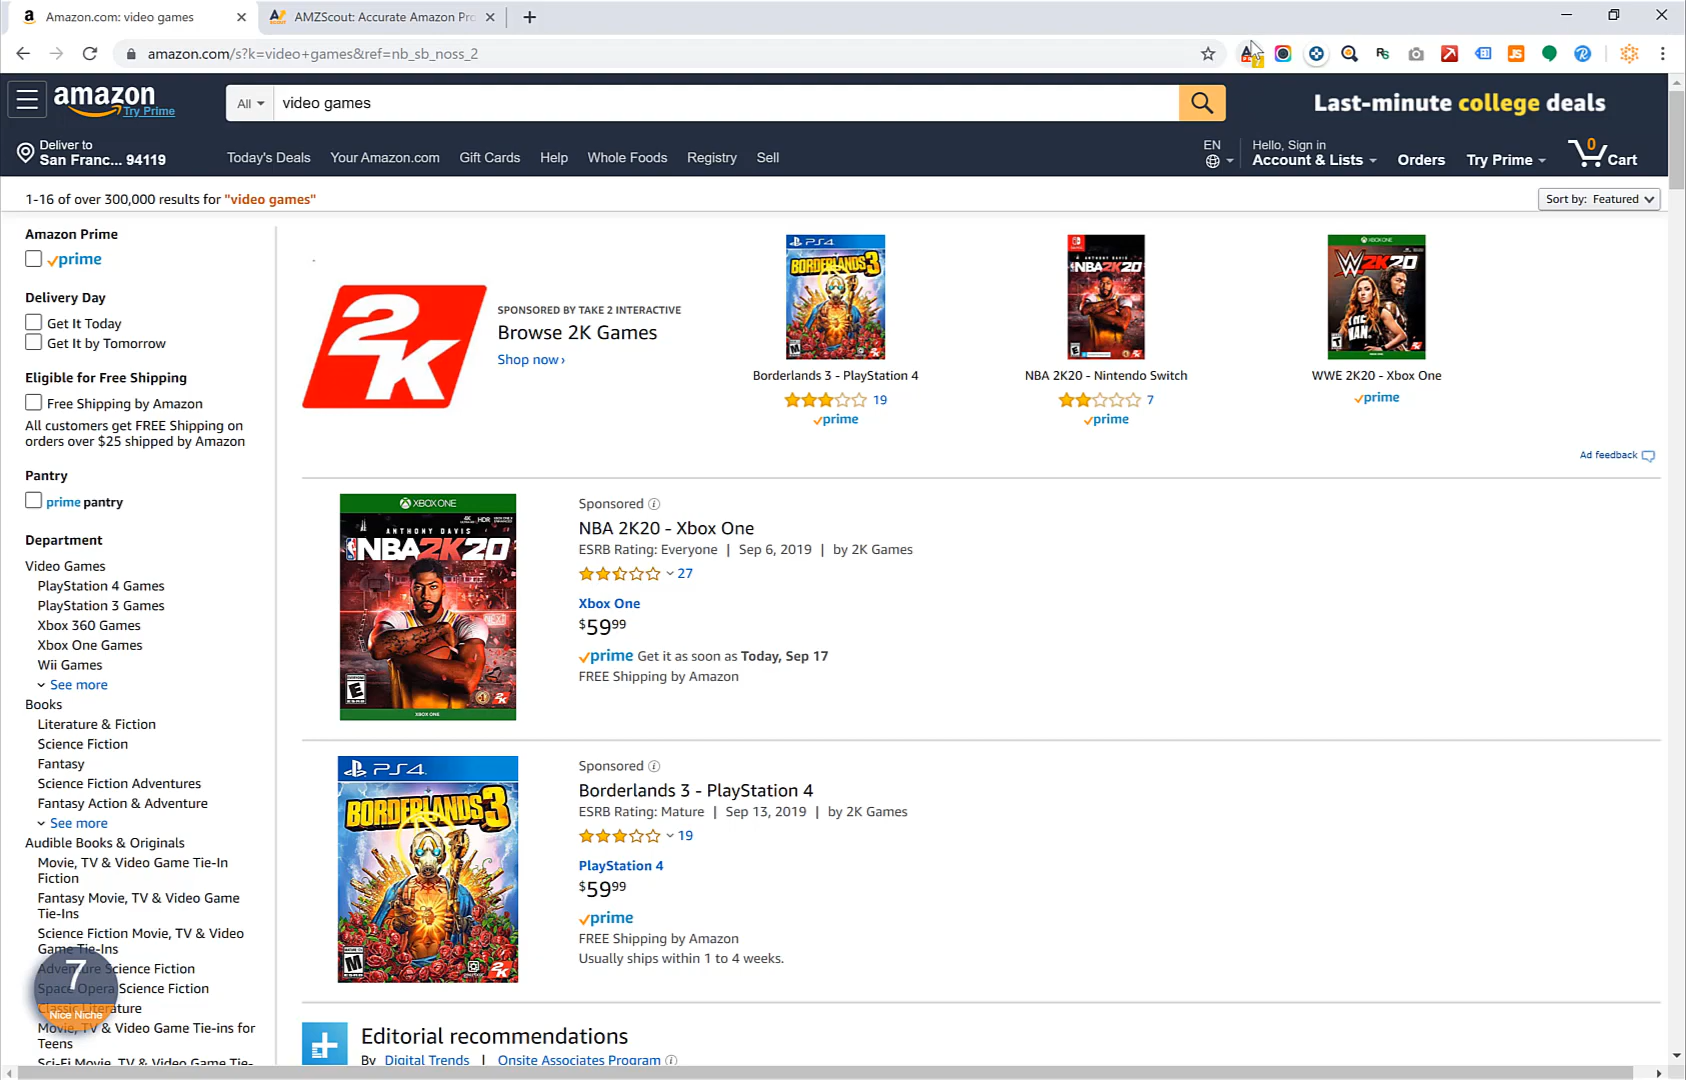 Amazon.com: video games
AMZScout: Accurate Amazon Pro
amazon.com/s?k=video+games&ref=nb_sb_noss_2
amazon
Try Prime
All
video games
Last-minute college deals
Deliver to
San Franc... 94119
Today's Deals
Your Amazon.com
Gift Cards
Help
Whole Foods
Registry
Sell
EN
Hello, Sign in
Account & Lists
Orders
Try Prime
0
Cart
1-16 of over 300,000 results for "video games"
Sort by: Featured
Amazon Prime
prime
Delivery Day
Get It Today
Get It by Tomorrow
Eligible for Free Shipping
Free Shipping by Amazon
All customers get FREE Shipping on
orders over $25 shipped by Amazon
Pantry
prime pantry
Department
Video Games
PlayStation 4 Games
PlayStation 3 Games
Xbox 360 Games
Xbox One Games
Wii Games
See more
Books
Literature & Fiction
Science Fiction
Fantasy
Science Fiction Adventures
Fantasy Action & Adventure
See more
Audible Books & Originals
Movie, TV & Video Game Tie-In
Fiction
Fantasy Movie, TV & Video Game
Tie-Ins
Science Fiction Movie, TV & Video
Game Tie-Ins
Adventure Science Fiction
Space Opera Science Fiction
Classic Literature
Movie, TV & Video Game Tie-ins for
Teens
Sci-Fi Movie, TV & Video Game Tie-
7
Nice Niche
2K
SPONSORED BY TAKE 2 INTERACTIVE
Browse 2K Games
Shop now›
PS4
BORDERLANDS 3
M
Borderlands 3 - PlayStation 4
19
prime
ANTHONY DAVIS
NBA2K20
E
NBA 2K20 - Nintendo Switch
7
prime
XBOX ONE
W2K20
WWE 2K20 - Xbox One
prime
Ad feedback
XBOX ONE
4K
HDR
ANTHONY DAVIS
NBA2K20
E
2K
XBOX ONE
Sponsored
NBA 2K20 - Xbox One
ESRB Rating: Everyone | Sep 6, 2019 | by 2K Games
27
Xbox One
$59 99
prime Get it as soon as Today, Sep 17
FREE Shipping by Amazon
PS4
BORDERLANDS 3
M
2K
Sponsored
Borderlands 3 - PlayStation 4
ESRB Rating: Mature | Sep 13, 2019 | by 2K Games
19
PlayStation 4
$59 99
prime
FREE Shipping by Amazon
Usually ships within 1 to 4 weeks.
Editorial recommendations
By Digital Trends | Onsite Associates Program